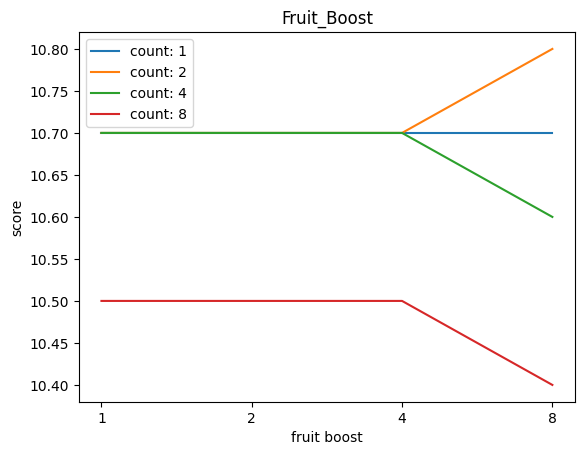 Fruit_Boost
count: 1
count: 2
count: 4
count: 8
score
10.80
10.75
10.70
10.65
10.60
10.55
10.50
10.45
10.40
1 2 4 8
fruit boost